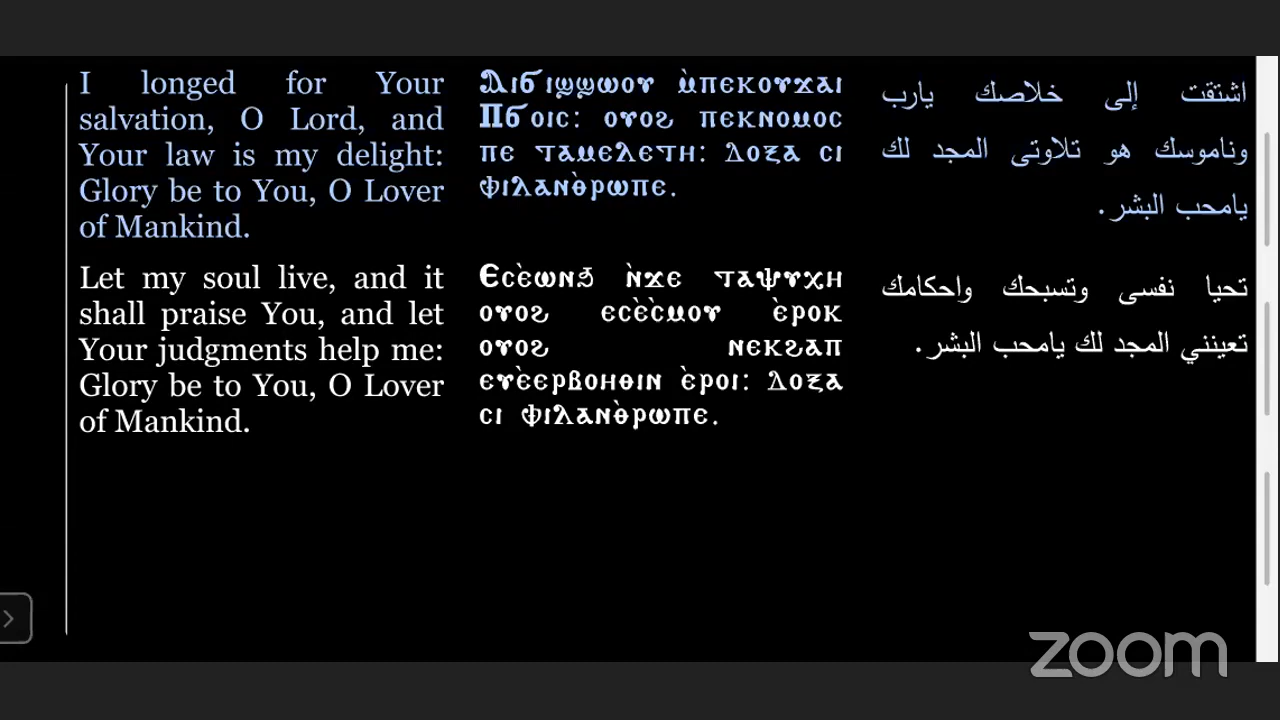 I longed for Your
salvation, O Lord, and
Your law is my delight:
Glory be to You, O Lover
of Mankind.
Ⲁⲓϭⲓϣϣⲱⲟⲩ ⲙ̀ⲡⲉⲕⲟⲩϫⲁⲓ
Ⲡϭⲟⲓⲥ: ⲟⲩⲟϩ ⲡⲉⲕⲛⲟⲙⲟⲥ
ⲡⲉ ⲧⲁⲙⲉⲗⲉⲧⲏ: Ⲇⲟⲝⲁ ⲥⲓ
ⲫⲓⲗⲁⲛⲑ̀ⲣⲱⲡⲉ.
اشتقت إلى خلاصك يارب
وناموسك هو تلاوتى المجد لك
يامحب البشر.
Let my soul live, and it
shall praise You, and let
Your judgments help me:
Glory be to You, O Lover
of Mankind.
Ⲉⲥⲉ̀ⲱⲛϧ ⲛ̀ϫⲉ ⲧⲁⲯⲩⲭⲏ
ⲟⲩⲟϩ ⲉⲥⲉ̀ⲥ̀ⲙⲟⲩ ⲉ̀ⲣⲟⲕ
ⲟⲩⲟϩ ⲛⲉⲕϩⲁⲡ
ⲉⲩⲉ̀ⲉⲣⲃⲟⲏⲑⲓⲛ ⲉ̀ⲣⲟⲓ: Ⲇⲟⲝⲁ
ⲥⲓ ⲫⲓⲗⲁⲛⲑ̀ⲣⲱⲡⲉ.
تحيا نفسى وتسبحك واحكامك
تعينني المجد لك يامحب البشر.
zoom